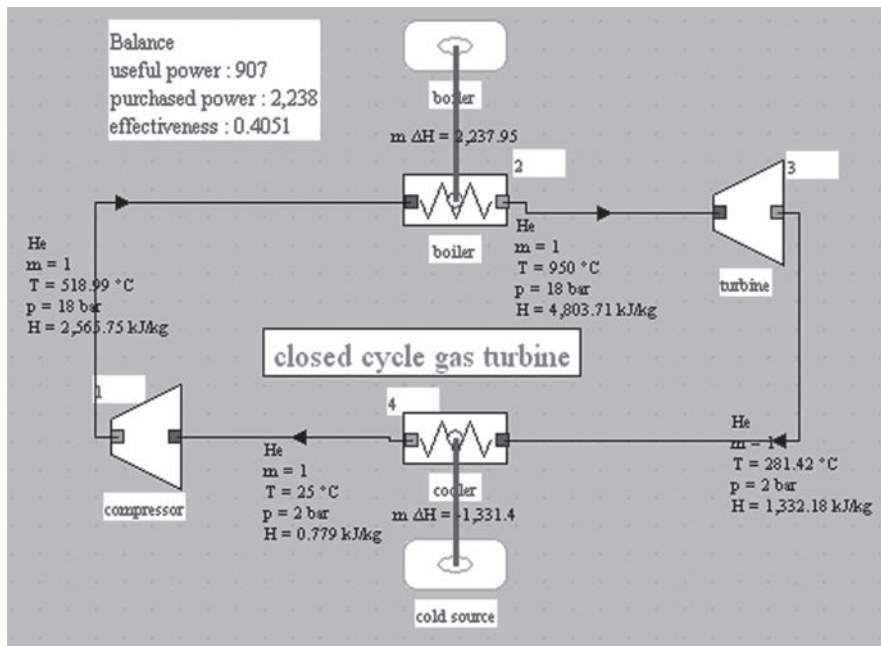 Balance
useful power : 907
purchased power : 2,238
effectiveness : 0.4051
boiler
m ΔH = 2,237.95
2
3
boiler
turbine
He
m = 1
T = 518.99 °C
p = 18 bar
H = 2,565.75 kJ/kg
He
m = 1
T = 950 °C
p = 18 bar
H = 4,803.71 kJ/kg
closed cycle gas turbine
1
4
compressor
He
m = 1
T = 25 °C
p = 2 bar
H = 0.779 kJ/kg
cooler
m ΔH = -1,331.4
He
m = 1
T = 281.42 °C
p = 2 bar
H = 1,332.18 kJ/kg
cold source